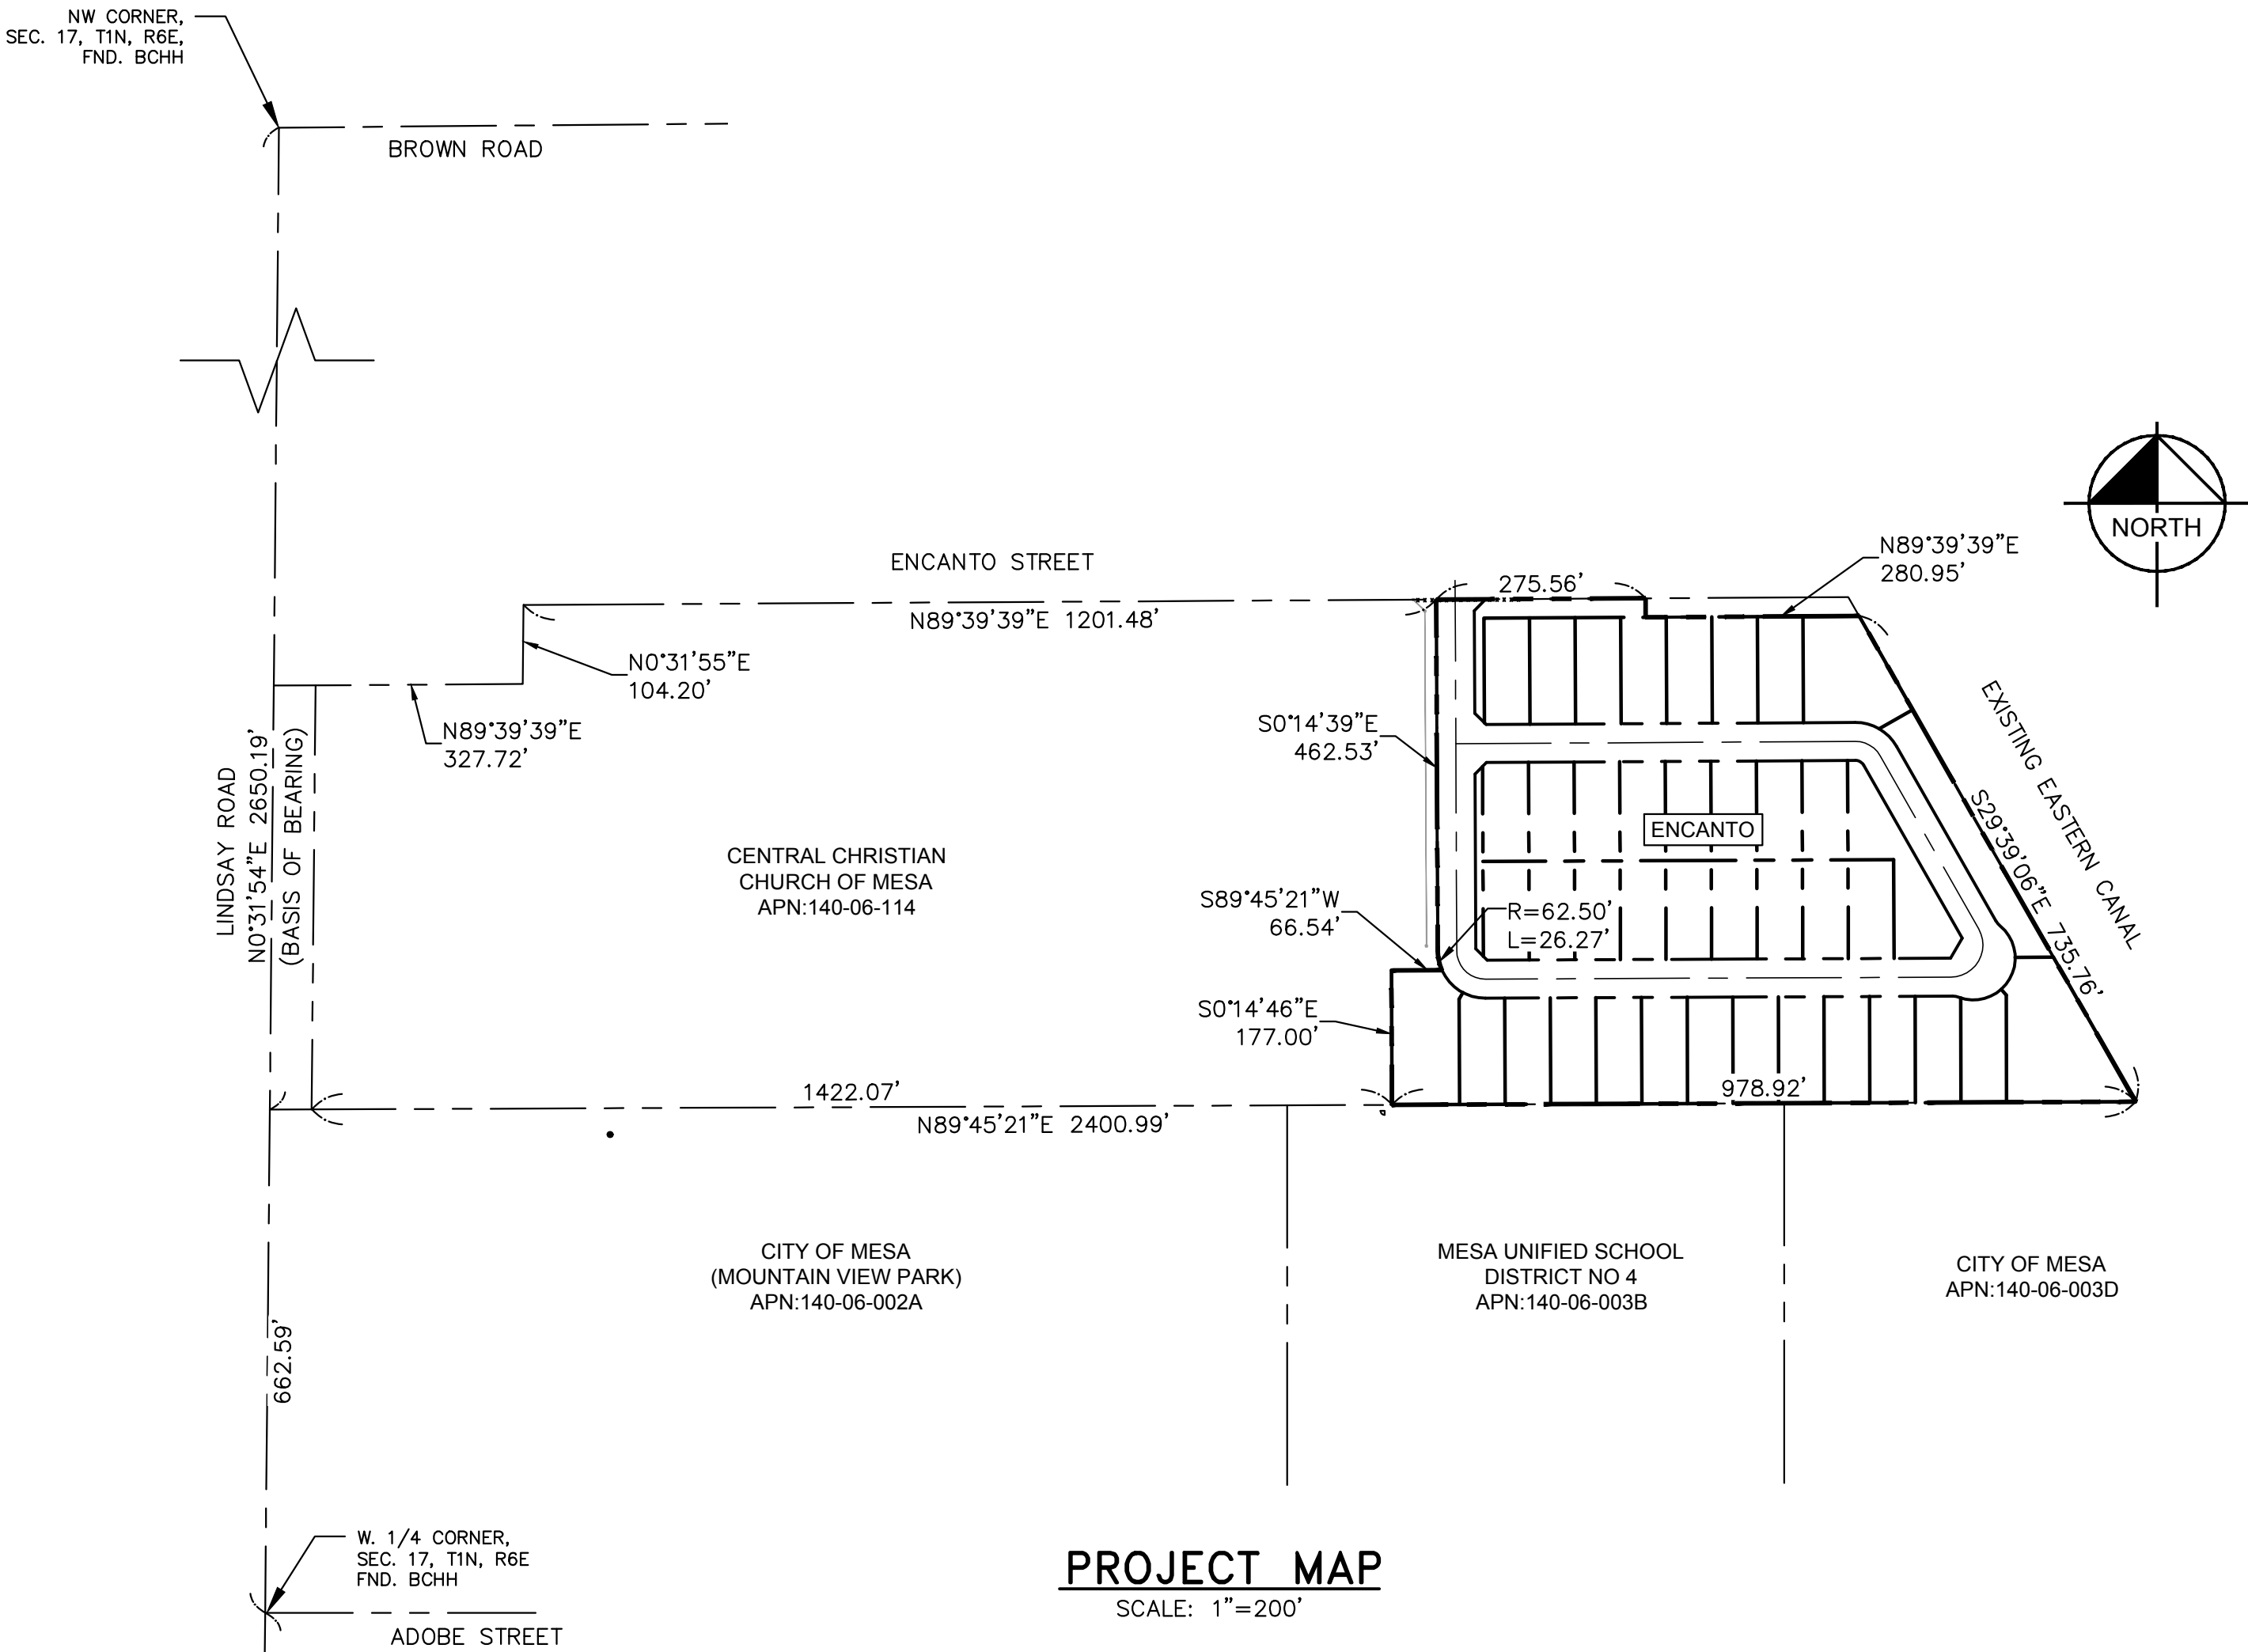 NW CORNER,
SEC. 17, T1N, R6E,
FND. BCHH
BROWN ROAD
NORTH
ENCANTO STREET
N89°39'39"E 1201.48'
275.56'
N89°39'39"E
280.95'
N0°31'55"E
104.20'
N89°39'39"E
327.72'
LINDSAY ROAD
N0°31'54"E 2650.19'
(BASIS OF BEARING)
S0°14'39"E
462.53'
EXISTING EASTERN CANAL
S29°39'06"E 735.76'
ENCANTO
CENTRAL CHRISTIAN
CHURCH OF MESA
APN:140-06-114
S89°45'21"W
66.54'
R=62.50'
L=26.27'
S0°14'46"E
177.00'
1422.07'
978.92'
N89°45'21"E 2400.99'
CITY OF MESA
(MOUNTAIN VIEW PARK)
APN:140-06-002A
MESA UNIFIED SCHOOL
DISTRICT NO 4
APN:140-06-003B
CITY OF MESA
APN:140-06-003D
662.59'
W. 1/4 CORNER,
SEC. 17, T1N, R6E
FND. BCHH
ADOBE STREET
PROJECT MAP
SCALE: 1"=200'